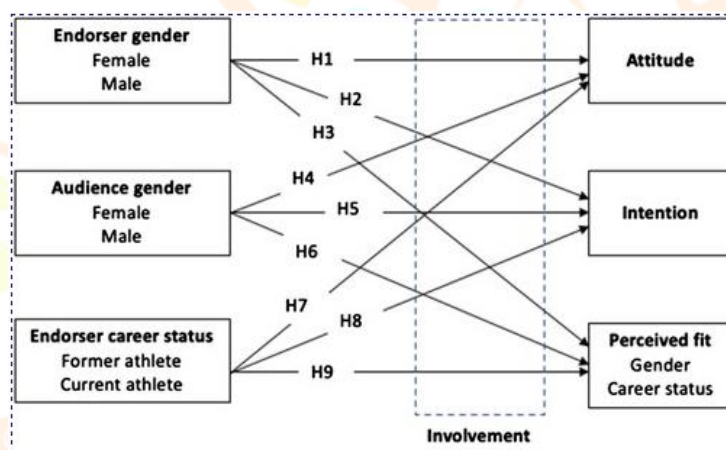 Endorser gender
Female
Male
Audience gender
Female
Male
Endorser career status
Former athlete
Current athlete
H1
H2
H3
H4
H5
H6
H7
H8
H9
Involvement
Attitude
Intention
Perceived fit
Gender
Career status